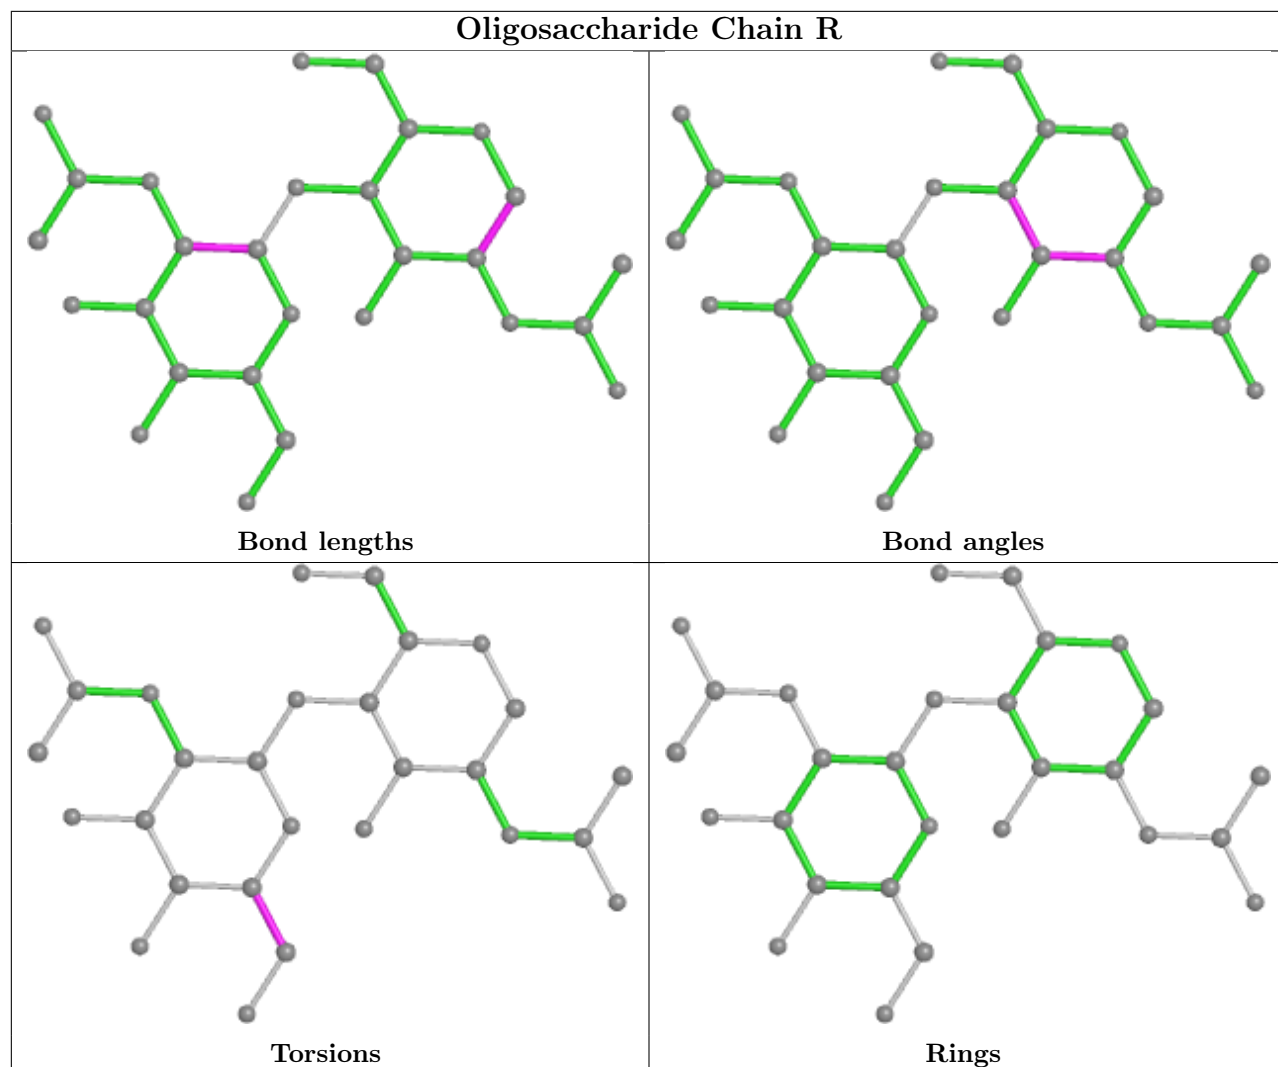 Oligosaccharide Chain R
Bond lengths
Bond angles
Torsions
Rings